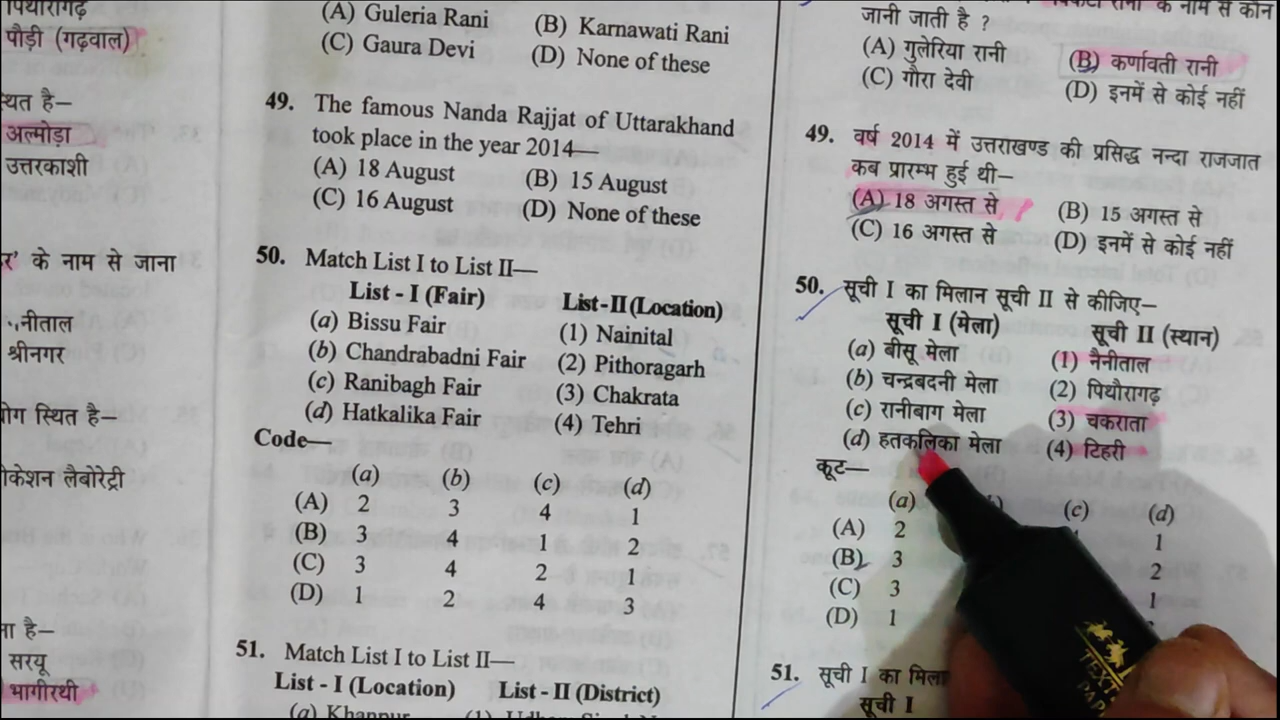 पिथौरागढ़
पौड़ी (गढ़वाल)
स्थत है—
अल्मोड़ा
उत्तरकाशी
र' के नाम से जाना
नीताल
श्रीनगर
योग स्थित है—
केशन लैबोरेट्री
ना है—
सरयू
भागीरथी
(A) Guleria Rani (B) Karnawati Rani
(C) Gaura Devi (D) None of these
49. The famous Nanda Rajjat of Uttarakhand
took place in the year 2014—
(A) 18 August (B) 15 August
(C) 16 August (D) None of these
50. Match List I to List II—
List - I (Fair) List-II (Location)
(a) Bissu Fair (1) Nainital
(b) Chandrabadni Fair (2) Pithoragarh
(c) Ranibagh Fair (3) Chakrata
(d) Hatkalika Fair (4) Tehri
Code—
(a) (b) (c) (d)
(A) 2 3 4 1
(B) 3 4 1 2
(C) 3 4 2 1
(D) 1 2 4 3
51. Match List I to List II—
List - I (Location) List - II (District)
(a) Khanpur (1)
रानी के नाम से कौन
जानी जाती है ?
(A) गुलेरिया रानी (B) कर्णावती रानी
(C) गौरा देवी (D) इनमें से कोई नहीं
49. वर्ष 2014 में उत्तराखण्ड की प्रसिद्ध नन्दा राजजात
कब प्रारम्भ हुई थी—
(A) 18 अगस्त से (B) 15 अगस्त से
(C) 16 अगस्त से (D) इनमें से कोई नहीं
50. सूची I का मिलान सूची II से कीजिए—
सूची I (मेला) सूची II (स्थान)
(a) बीसू मेला (1) नैनीताल
(b) चन्द्रबदनी मेला (2) पिथौरागढ़
(c) रानीबाग मेला (3) चकराता
(d) हतकलिका मेला (4) टिहरी
कूट—
(a) (c) (d)
(A) 2 1
(B) 3 2
(C) 3 1
(D) 1
51. सूची I का मिला
सूची I